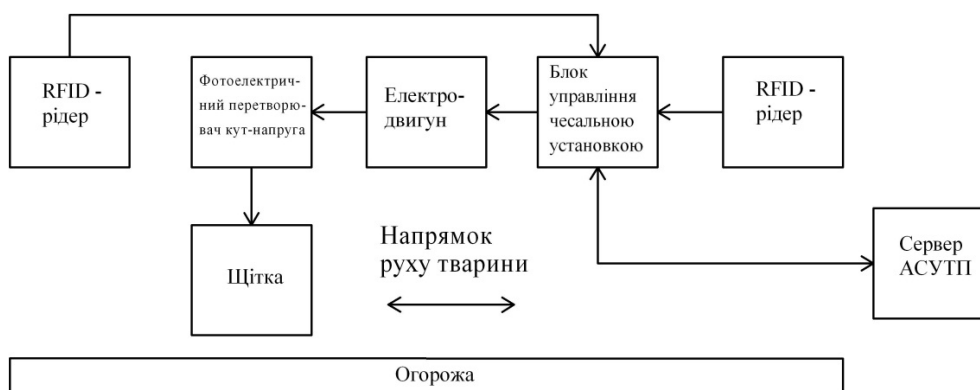 RFID -
рідер
Фотоелектрич-
ний перетворю-
вач кут-напруга
Електро-
двигун
Блок
управління
чесальною
установкою
RFID -
рідер
Щітка
Напрямок
руху тварини
Сервер
АСУТП
Огорожа